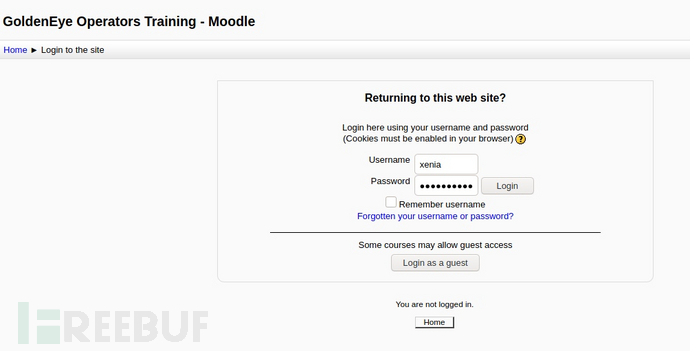 GoldenEye Operators Training - Moodle
Home ► Login to the site
Returning to this web site?
Login here using your username and password
(Cookies must be enabled in your browser) ?
Username xenia
Password ●●●●●●●●●● Login
Remember username
Forgotten your username or password?
Some courses may allow guest access
Login as a guest
You are not logged in.
Home
FREEBUF